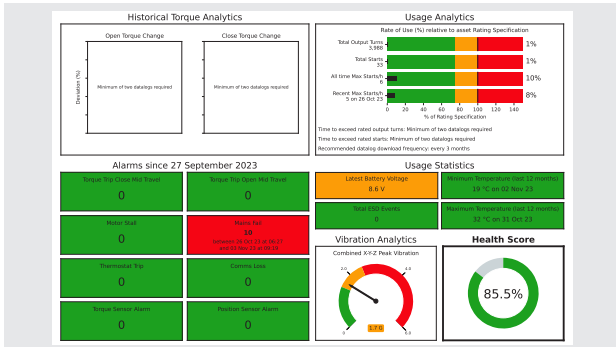 Historical Torque Analytics
Open Torque Change
Close Torque Change
Deviation (%)
Minimum of two datalogs required
Minimum of two datalogs required
Usage Analytics
Rate of Use (%) relative to asset Rating Specification
Total Output Turns
3,988
1%
Total Starts
33
1%
All time Max Starts/h
6
10%
Recent Max Starts/h
5 on 26 Oct 23
8%
0 20 40 60 80 100 120 140
% of Rating Specification
Time to exceed rated output turns: Minimum of two datalogs required
Time to exceed rated starts: Minimum of two datalogs required
Recommended datalog download frequency: every 3 months
Alarms since 27 September 2023
Torque Trip Close Mid Travel
0
Torque Trip Open Mid Travel
0
Motor Stall
0
10
Thermostat Trip
0
Comms Loss
0
Torque Sensor Alarm
0
Position Sensor Alarm
0
Usage Statistics
Latest Battery Voltage
8.6 V
Minimum Temperature (last 12 months)
19 °C on 02 Nov 23
Total ESD Events
0
Maximum Temperature (last 12 months)
32 °C on 31 Oct 23
Vibration Analytics
Combined X-Y-Z Peak Vibration
2.0
4.0
0
6.0
Health Score
85.5%